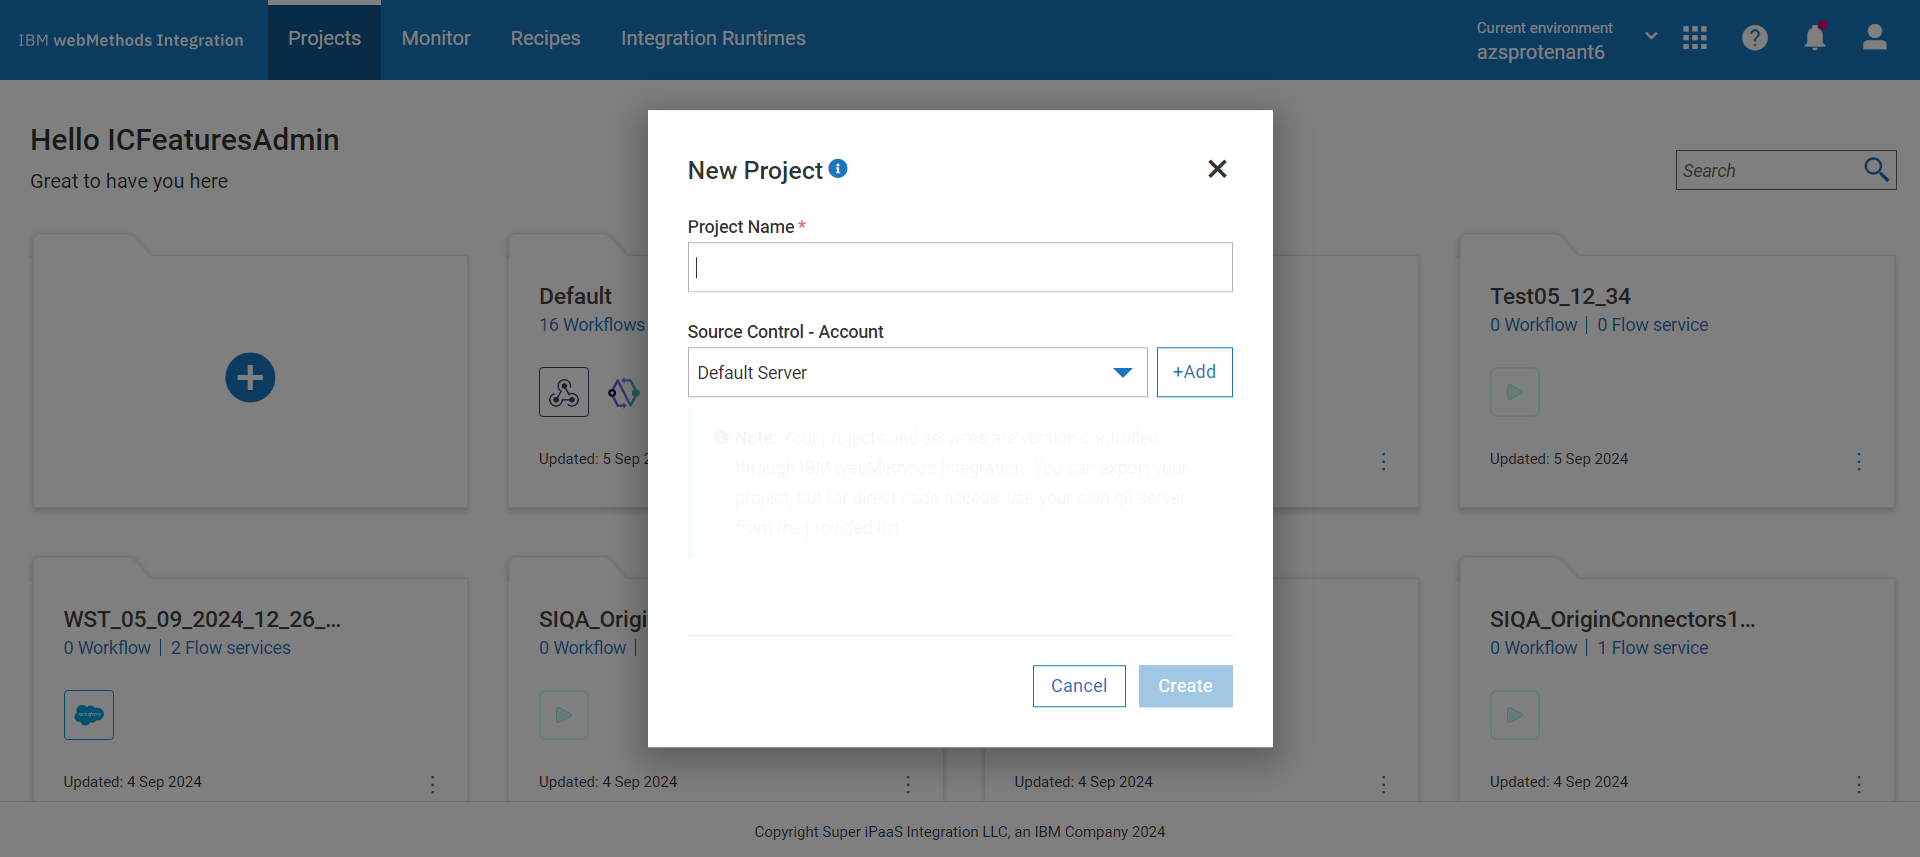 IBM webMethods Integration
Projects
Monitor
Recipes
Integration Runtimes
Current environment
azsprotenant6
Hello ICFeaturesAdmin
Great to have you here
Search
New Project
Project Name *
Source Control - Account
Default Server
+Add
Note: Your projects and services are version controlled
through IBM webMethods Integration. You can export your
project, but for direct code access, use your own git server
from the provided list.
Cancel
Create
Default
16 Workflows
Updated: 5 Sep 2
Test05_12_34
0 Workflow | 0 Flow service
Updated: 5 Sep 2024
WST_05_09_2024_12_26_...
0 Workflow | 2 Flow services
salesforce
Updated: 4 Sep 2024
SIQA_Origi
0 Workflow |
Updated: 4 Sep 2024
Updated: 4 Sep 2024
SIQA_OriginConnectors1...
0 Workflow | 1 Flow service
Updated: 4 Sep 2024
Copyright Super iPaaS Integration LLC, an IBM Company 2024